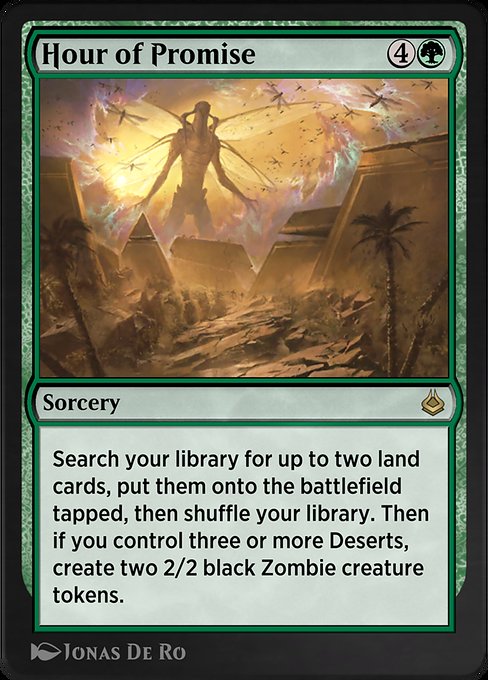 Hour of Promise 4
Sorcery
Search your library for up to two land
cards, put them onto the battlefield
tapped, then shuffle your library. Then
if you control three or more Deserts,
create two 2/2 black Zombie creature
tokens.
Jonas De Ro